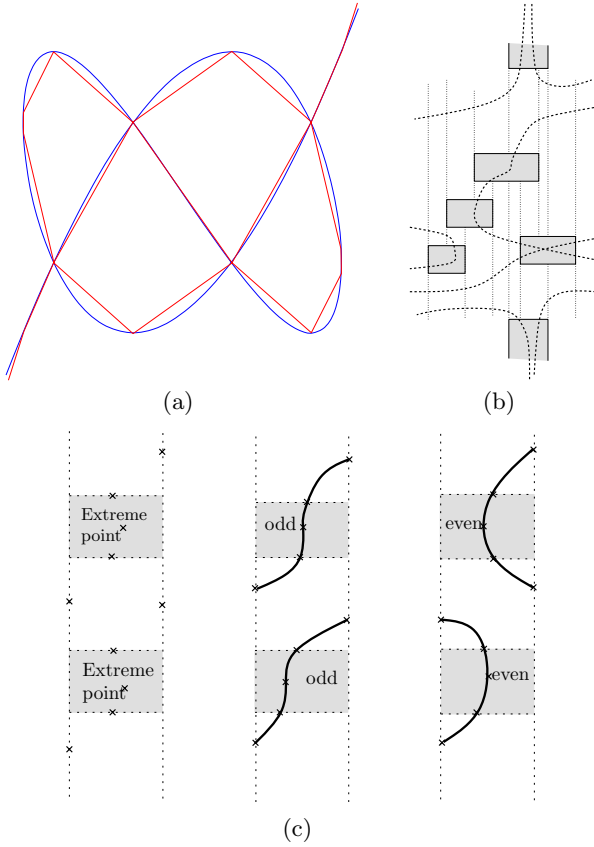 (a)
(b)
Extreme
point
odd
even
Extreme
point
odd
even
(c)